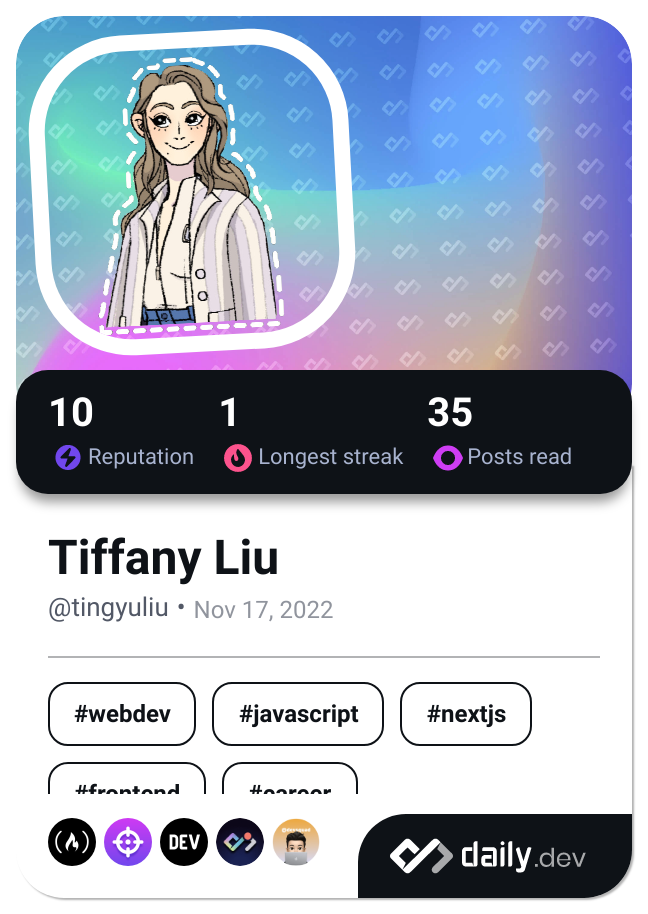 10 1 35
Reputation Longest streak Posts read
Tiffany Liu
@tingyuliu • Nov 17, 2022
#webdev #javascript #nextjs
#frontend #career
DEV
daily.dev